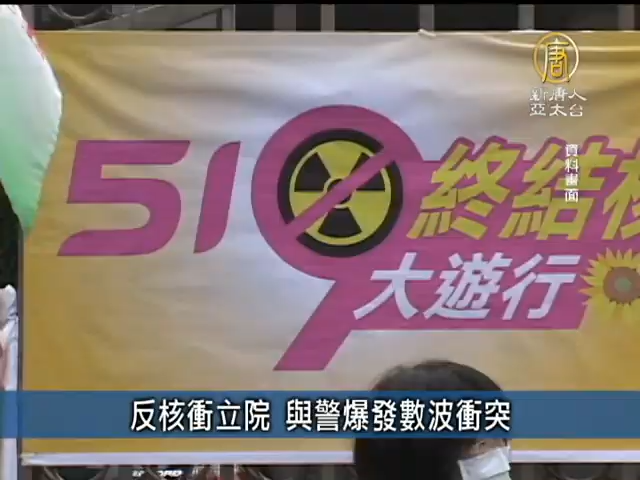 新唐人
亞太台
資料畫面
519 終結核
大遊行
反核衝立院 與警爆發數波衝突